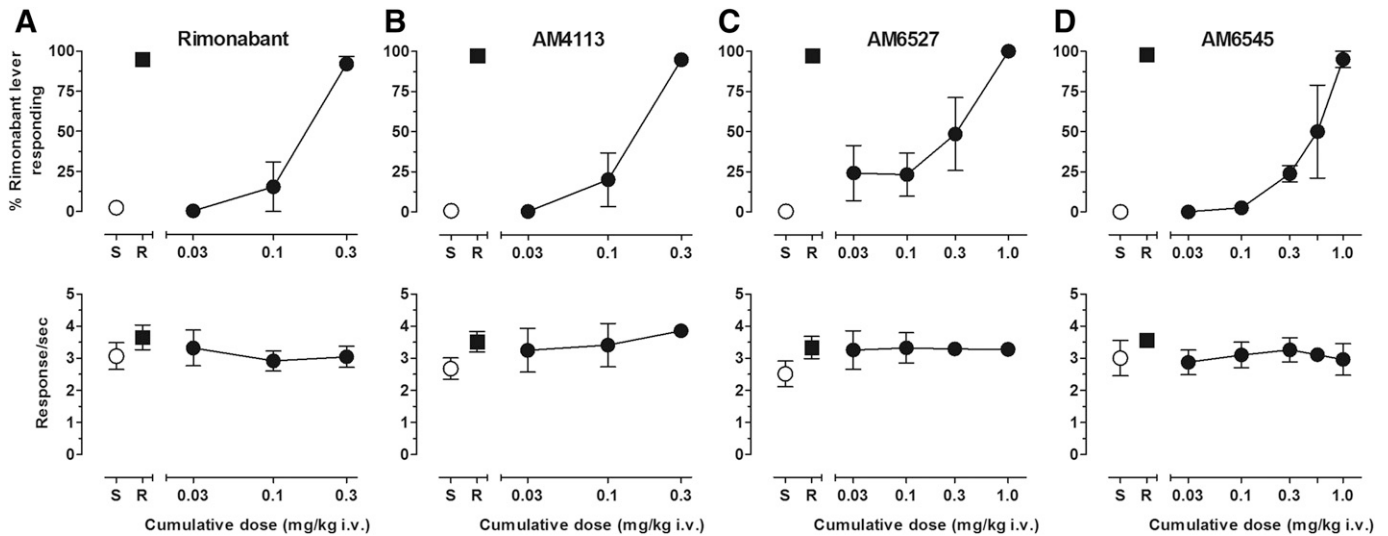 A
B
C
D
Rimonabant
AM4113
AM6527
AM6545
% Rimonabant lever
responding
100
75
50
25
0
S R 0.03 0.1 0.3
100
75
50
25
0
S R 0.03 0.1 0.3
100
75
50
25
0
S R 0.03 0.1 0.3 1.0
100
75
50
25
0
S R 0.03 0.1 0.3 1.0
Response/sec
5
4
3
2
1
0
S R 0.03 0.1 0.3
Cumulative dose (mg/kg i.v.)
5
4
3
2
1
0
S R 0.03 0.1 0.3
Cumulative dose (mg/kg i.v.)
5
4
3
2
1
0
S R 0.03 0.1 0.3 1.0
Cumulative dose (mg/kg i.v.)
5
4
3
2
1
0
S R 0.03 0.1 0.3 1.0
Cumulative dose (mg/kg i.v.)